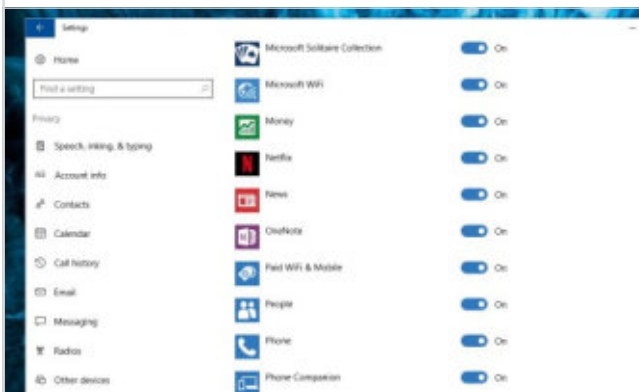 Settings
Home
Find a setting
Privacy
Speech, inking, & typing
Account info
Contacts
Calendar
Call history
Email
Messaging
Radios
Other devices
Microsoft Solitaire Collection On
Microsoft WiFi On
Money On
Netflix On
News On
OneNote On
Paid WiFi & Mobile On
People On
Phone On
Phone Companion On